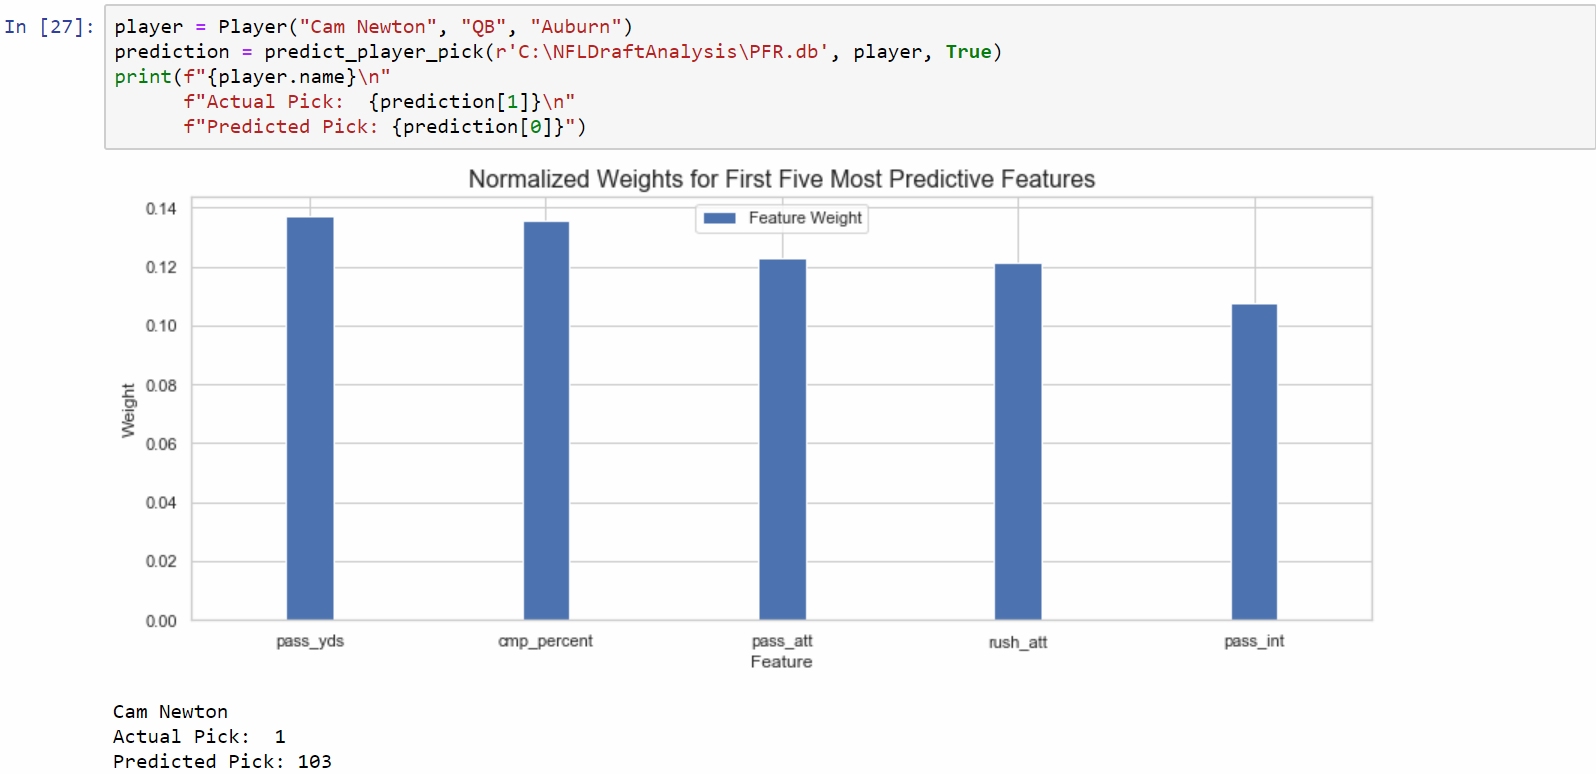 In [27]:
player = Player("Cam Newton", "QB", "Auburn")
prediction = predict_player_pick(r'C:\NFLDraftAnalysis\PFR.db', player, True)
print(f"{player.name}\n"
      f"Actual Pick:  {prediction[1]}\n"
      f"Predicted Pick: {prediction[0]}")
Normalized Weights for First Five Most Predictive Features
Feature Weight
0.14
0.12
0.10
0.08
0.06
0.04
0.02
0.00
Weight
pass_yds cmp_percent pass_att rush_att pass_int
Feature
Cam Newton
Actual Pick:  1
Predicted Pick: 103